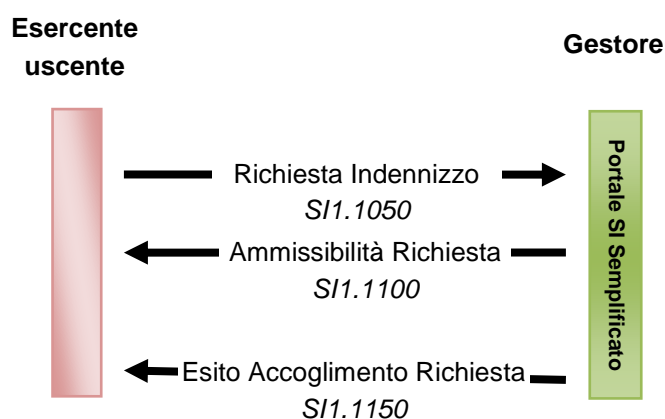 Esercente
uscente
Gestore
Richiesta Indennizzo
SI1.1050
Ammissibilità Richiesta
SI1.1100
Esito Accoglimento Richiesta
SI1.1150
Portale SI Semplificato